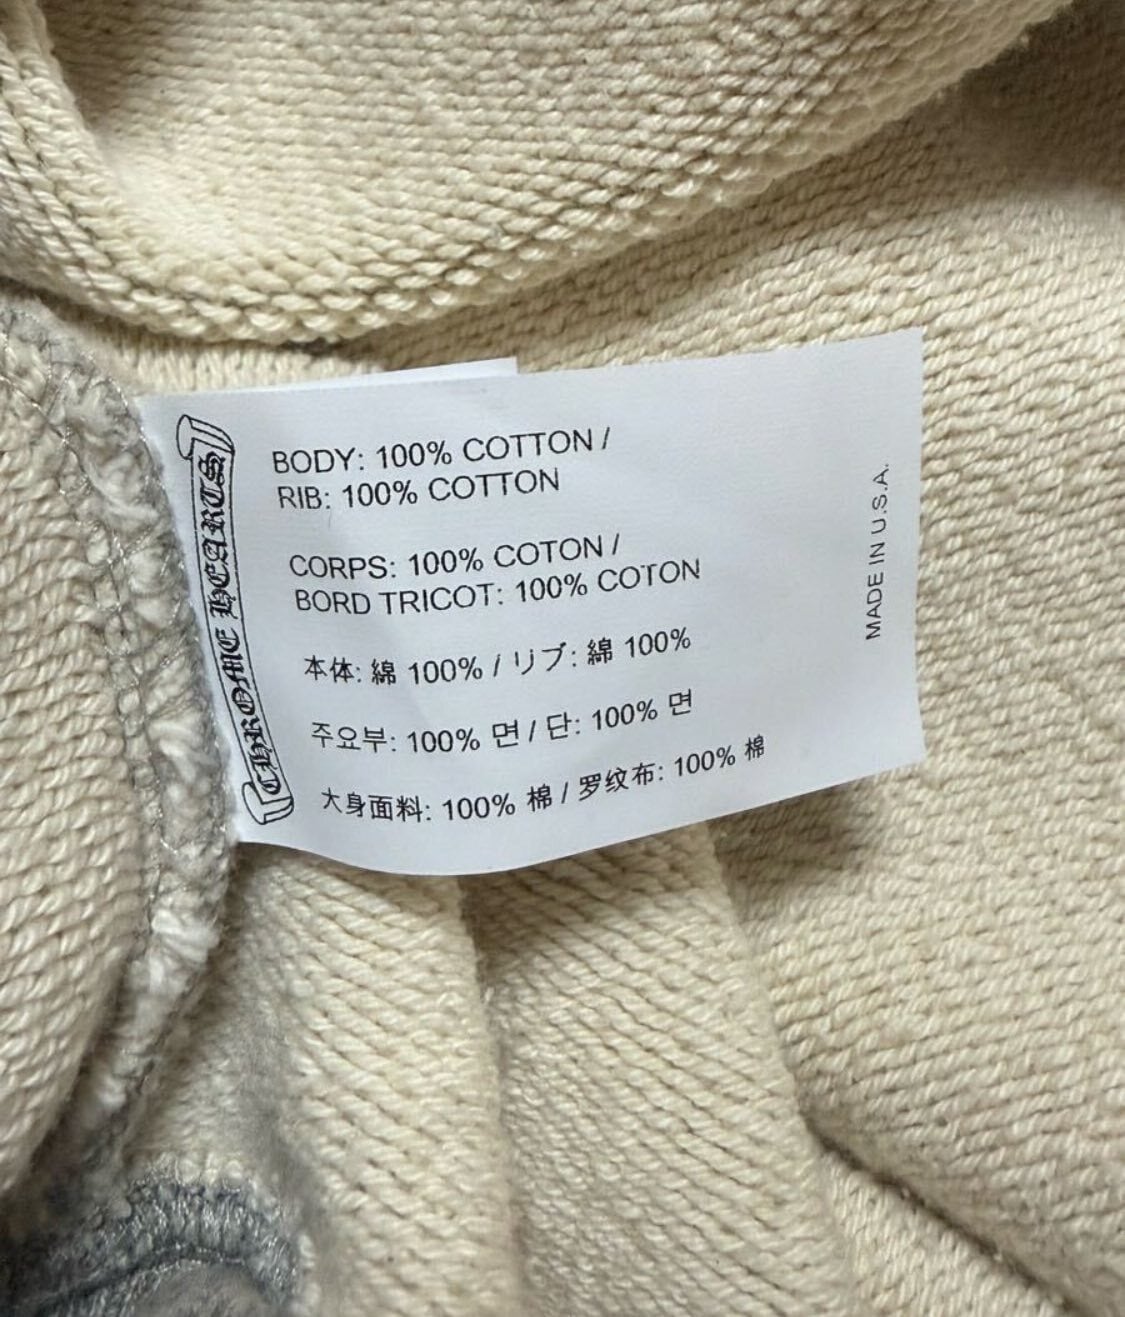 CHROME HEARTS
BODY: 100% COTTON /
RIB: 100% COTTON
CORPS: 100% COTON /
BORD TRICOT: 100% COTON
本体: 綿 100% / リブ: 綿 100%
주요부: 100% 면 / 단: 100% 면
大身面料: 100% 棉 / 罗纹布: 100% 棉
MADE IN U.S.A.